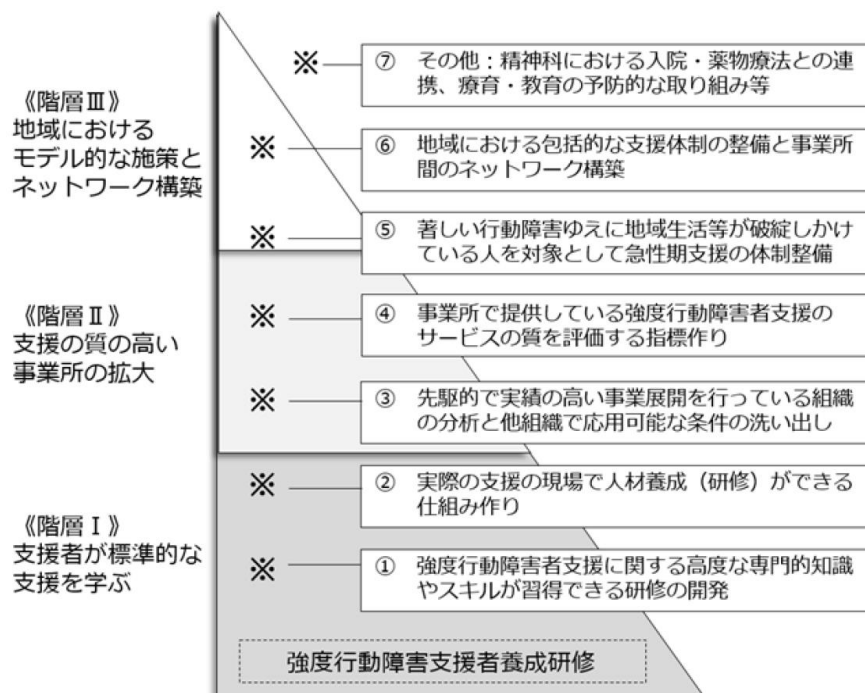 《階層Ⅲ》
地域における
モデル的な施策と
ネットワーク構築
※
⑦ その他：精神科における入院・薬物療法との連
携、療育・教育の予防的な取り組み等
※
⑥ 地域における包括的な支援体制の整備と事業所
間のネットワーク構築
※
⑤ 著しい行動障害ゆえに地域生活等が破綻しかけ
ている人を対象として急性期支援の体制整備
《階層Ⅱ》
支援の質の高い
事業所の拡大
※
④ 事業所で提供している強度行動障害者支援の
サービスの質を評価する指標作り
※
③ 先駆的で実績の高い事業展開を行っている組織
の分析と他組織で応用可能な条件の洗い出し
《階層Ⅰ》
支援者が標準的な
支援を学ぶ
※
② 実際の支援の現場で人材養成（研修）ができる
仕組み作り
※
① 強度行動障害者支援に関する高度な専門的知識
やスキルが習得できる研修の開発
強度行動障害支援者養成研修